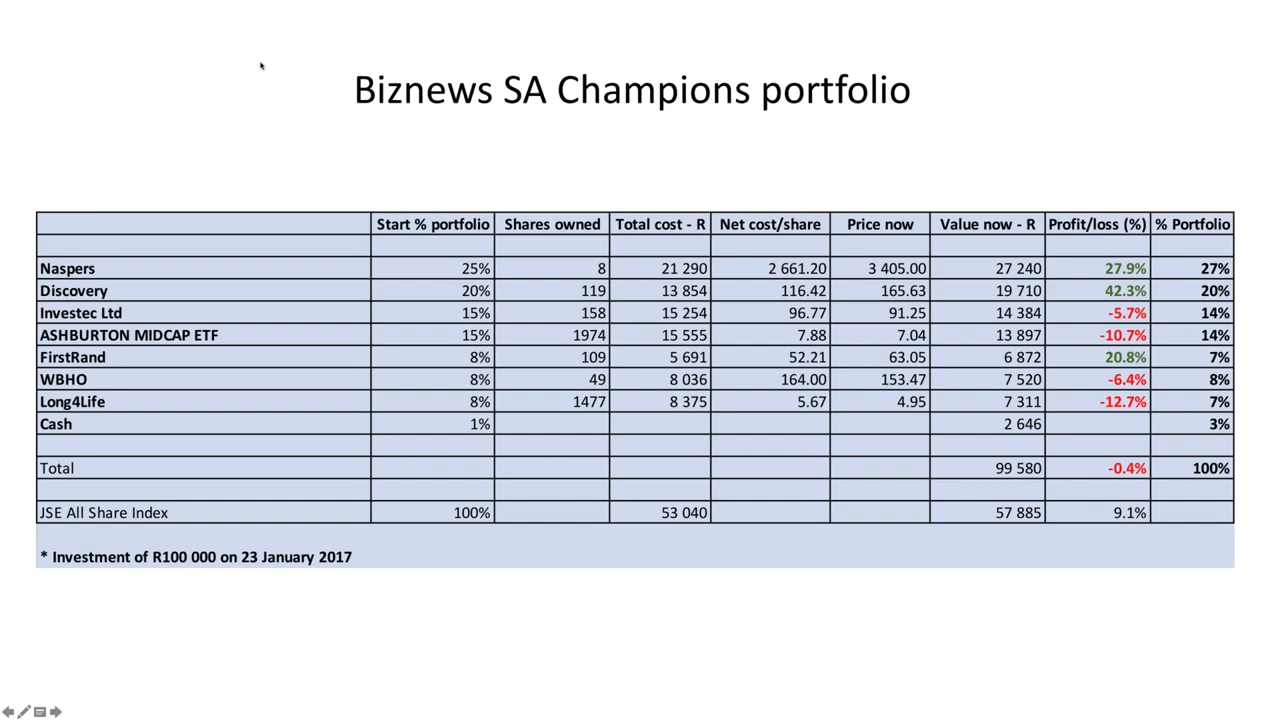 Biznews SA Champions portfolio
Start % portfolio Shares owned Total cost - R Net cost/share Price now Value now - R Profit/loss (%) % Portfolio
Naspers 25% 8 21 290 2 661.20 3 405.00 27 240 27.9% 27%
Discovery 20% 119 13 854 116.42 165.63 19 710 42.3% 20%
Investec Ltd 15% 158 15 254 96.77 91.25 14 384 -5.7% 14%
ASHBURTON MIDCAP ETF 15% 1974 15 555 7.88 7.04 13 897 -10.7% 14%
FirstRand 8% 109 5 691 52.21 63.05 6 872 20.8% 7%
WBHO 8% 49 8 036 164.00 153.47 7 520 -6.4% 8%
Long4Life 8% 1477 8 375 5.67 4.95 7 311 -12.7% 7%
Cash 1% 2 646 3%
Total 99 580 -0.4% 100%
JSE All Share Index 100% 53 040 57 885 9.1%
* Investment of R100 000 on 23 January 2017